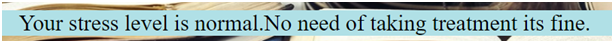 Your stress level is normal.No need of taking treatment its fine.